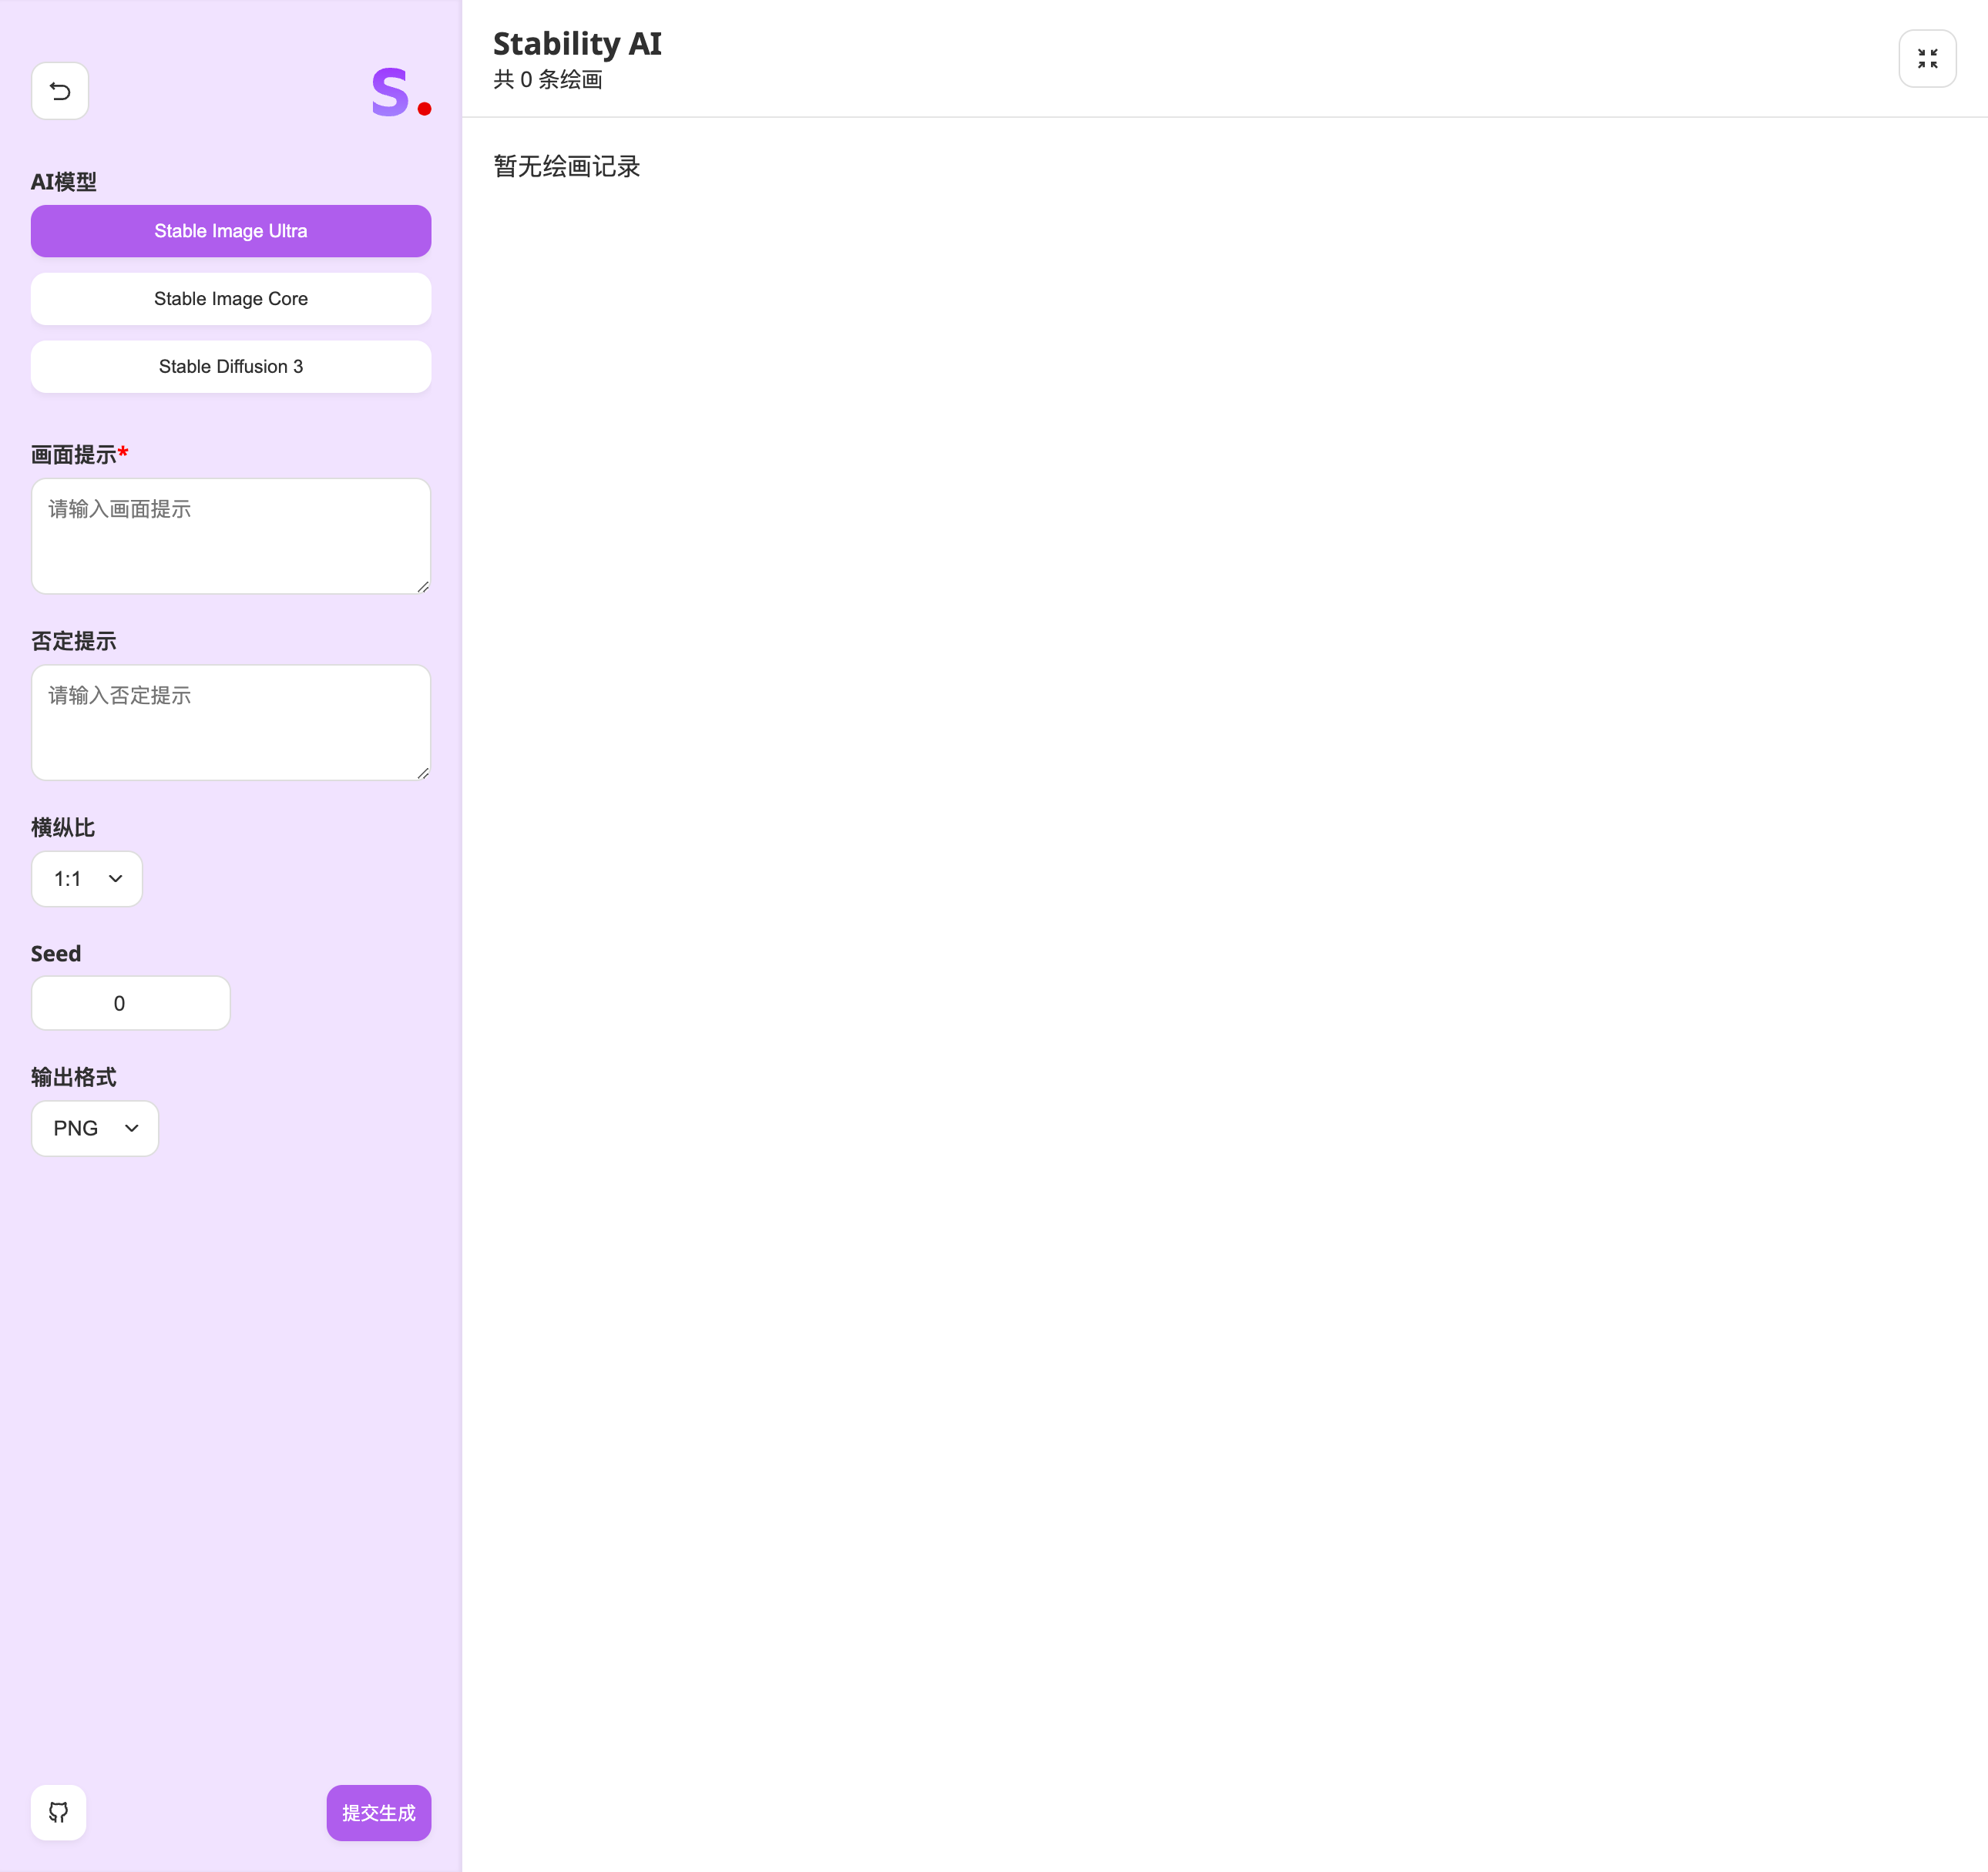 S.
AI模型
Stable Image Ultra
Stable Image Core
Stable Diffusion 3
画面提示*
请输入画面提示
否定提示
请输入否定提示
横纵比
1:1
Seed
0
输出格式
PNG
提交生成
Stability AI
共 0 条绘画
暂无绘画记录